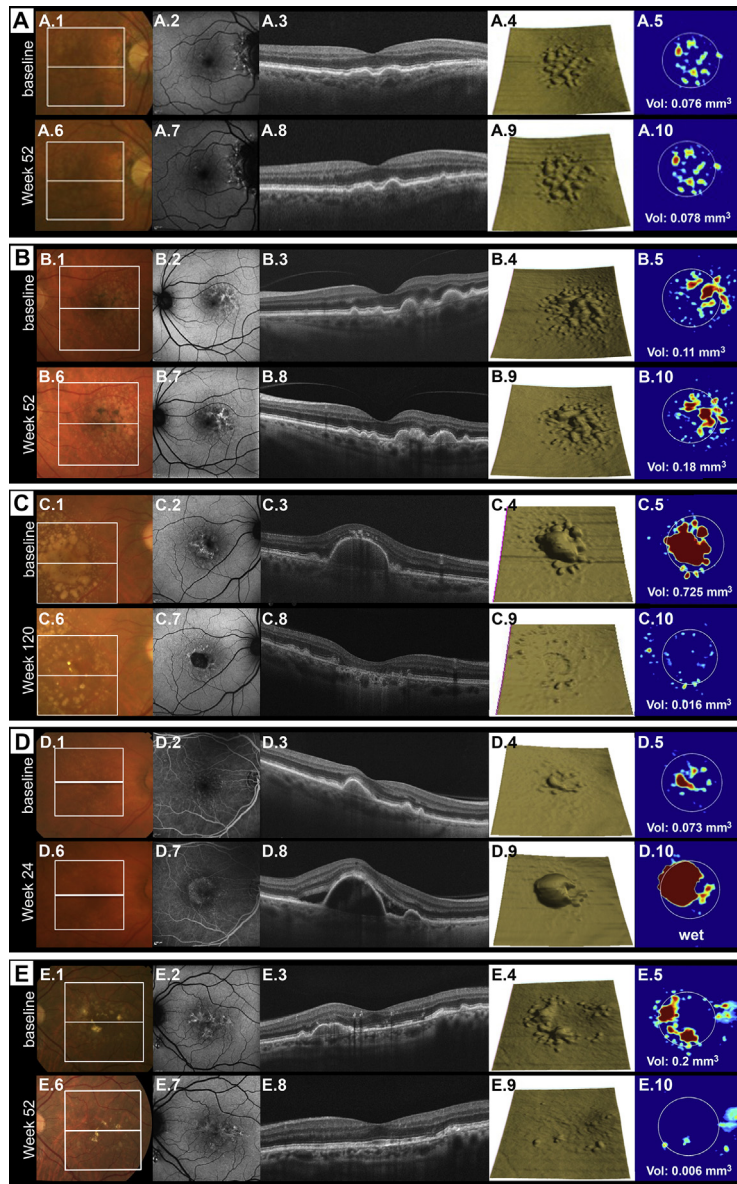 A A.1 A.2 A.3 A.4 A.5
baseline
Vol: 0.076 mm³
A.6 A.7 A.8 A.9 A.10
Week 52
Vol: 0.078 mm³
B B.1 B.2 B.3 B.4 B.5
baseline
Vol: 0.11 mm³
B.6 B.7 B.8 B.9 B.10
Week 52
Vol: 0.18 mm³
C C.1 C.2 C.3 C.4 C.5
baseline
Vol: 0.725 mm³
C.6 C.7 C.8 C.9 C.10
Week 120
Vol: 0.016 mm³
D D.1 D.2 D.3 D.4 D.5
baseline
Vol: 0.073 mm³
D.6 D.7 D.8 D.9 D.10
Week 24
wet
E E.1 E.2 E.3 E.4 E.5
baseline
Vol: 0.2 mm³
E.6 E.7 E.8 E.9 E.10
Week 52
Vol: 0.006 mm³